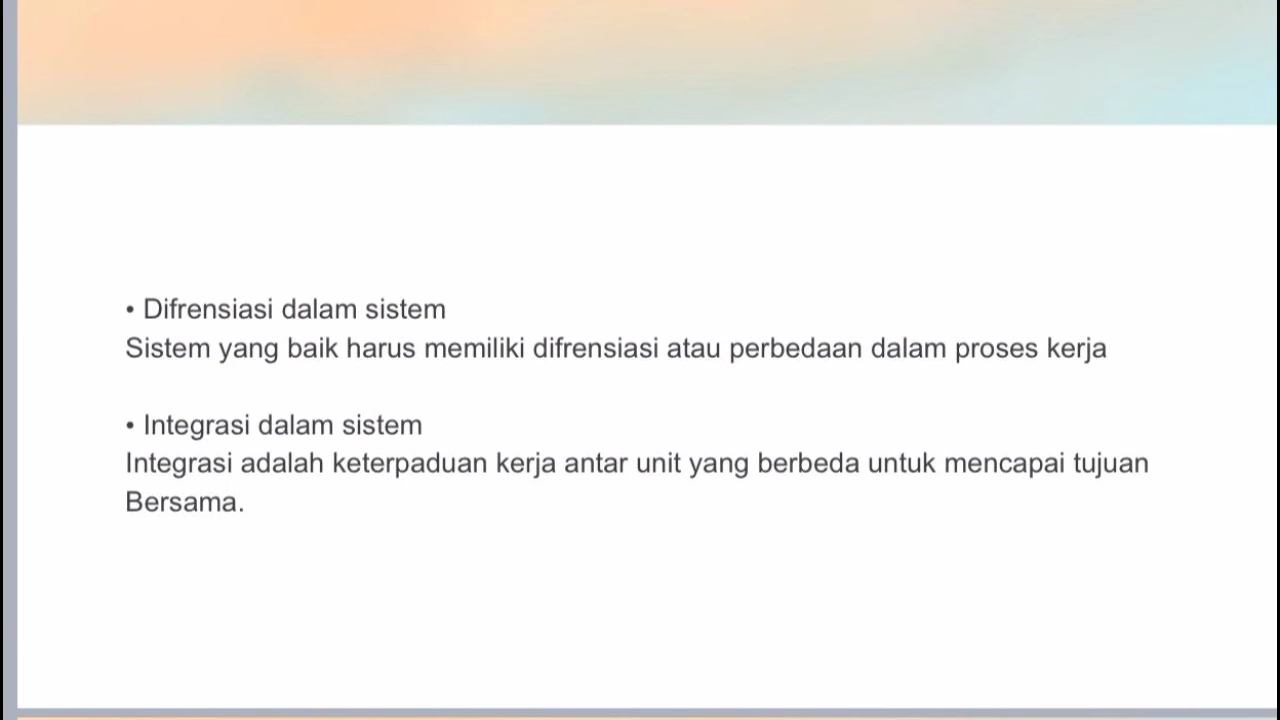 • Difrensiasi dalam sistem
Sistem yang baik harus memiliki difrensiasi atau perbedaan dalam proses kerja
• Integrasi dalam sistem
Integrasi adalah keterpaduan kerja antar unit yang berbeda untuk mencapai tujuan
Bersama.